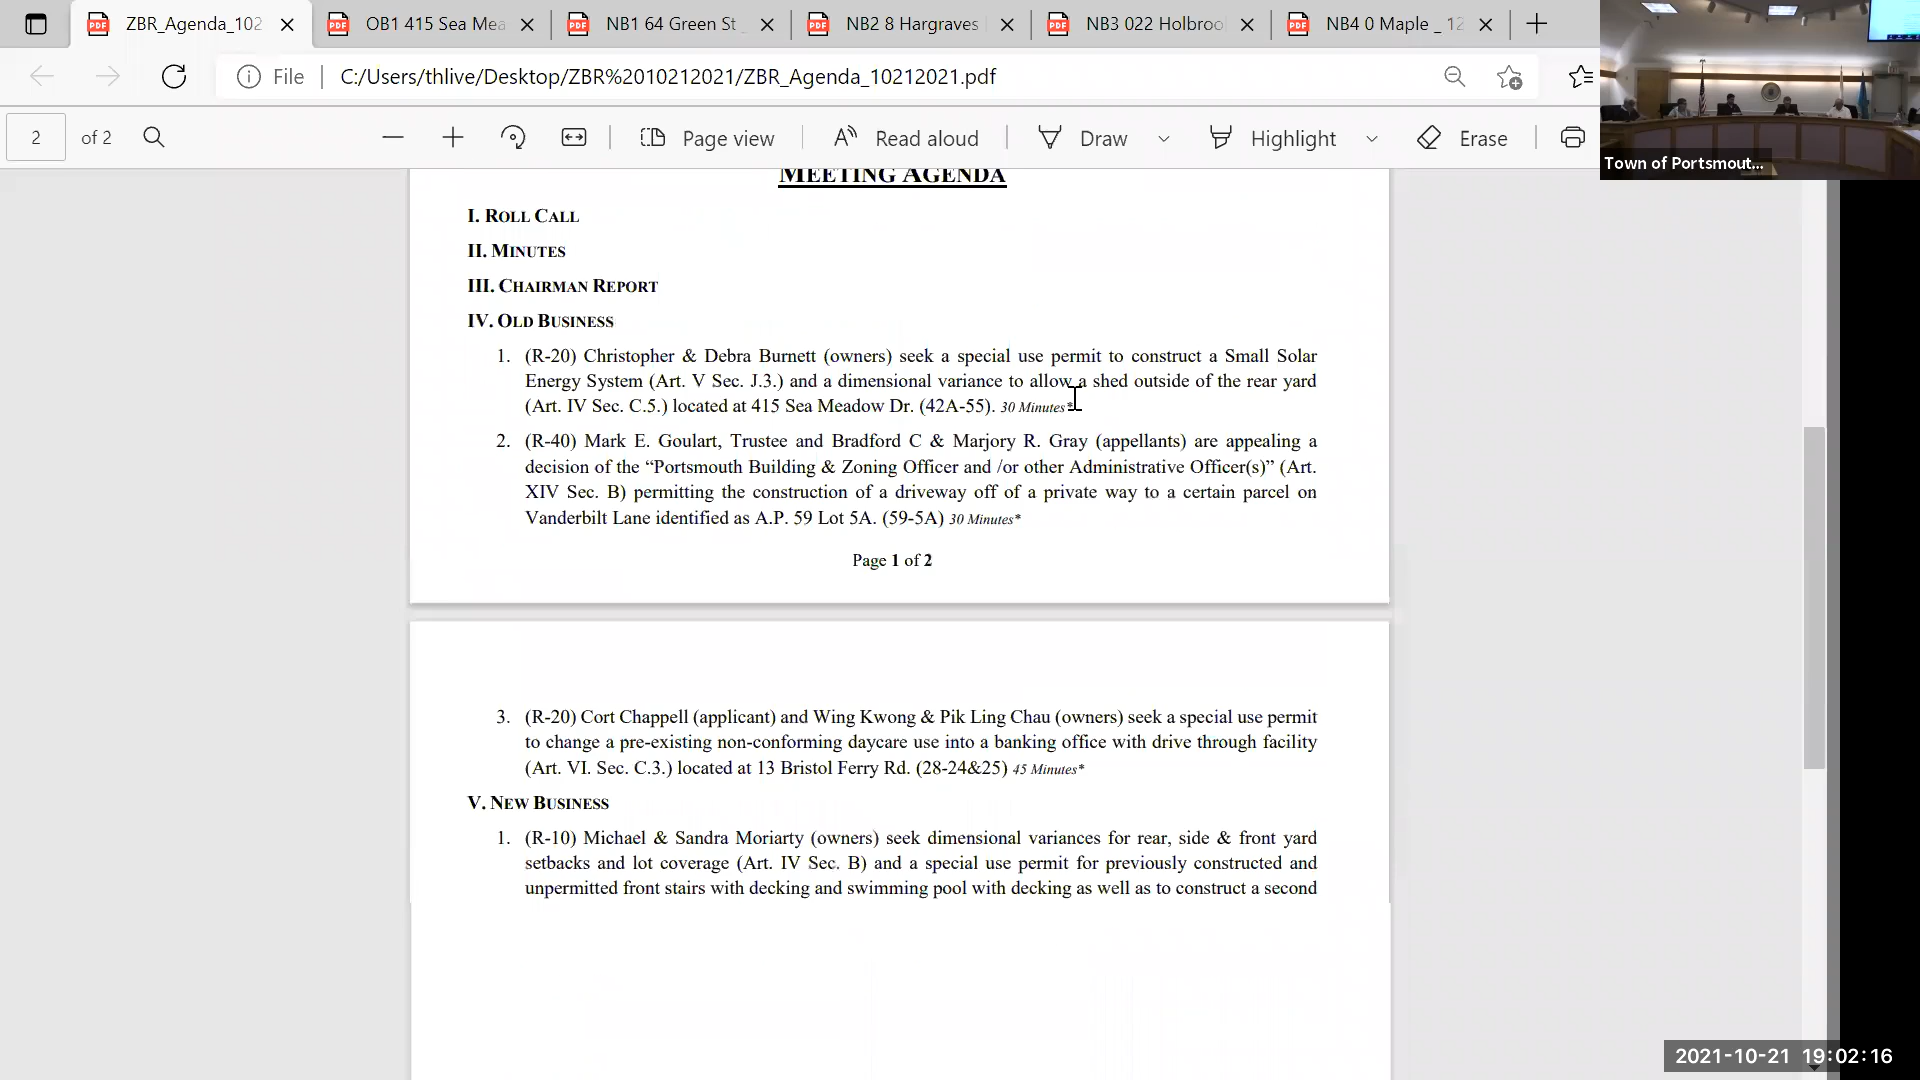 ZBR_Agenda_102
OB1 415 Sea Mea
NB1 64 Green St _
NB2 8 Hargraves
NB3 022 Holbroo
NB4 0 Maple _ 12
File
C:/Users/thlive/Desktop/ZBR%2010212021/ZBR_Agenda_10212021.pdf
2 of 2
Page view
Read aloud
Draw
Highlight
Erase
Town of Portsmout...
MEETING AGENDA
I. ROLL CALL
II. MINUTES
III. CHAIRMAN REPORT
IV. OLD BUSINESS
1. (R-20) Christopher & Debra Burnett (owners) seek a special use permit to construct a Small Solar
Energy System (Art. V Sec. J.3.) and a dimensional variance to allow a shed outside of the rear yard
(Art. IV Sec. C.5.) located at 415 Sea Meadow Dr. (42A-55). 30 Minutes*
2. (R-40) Mark E. Goulart, Trustee and Bradford C & Marjory R. Gray (appellants) are appealing a
decision of the “Portsmouth Building & Zoning Officer and /or other Administrative Officer(s)” (Art.
XIV Sec. B) permitting the construction of a driveway off of a private way to a certain parcel on
Vanderbilt Lane identified as A.P. 59 Lot 5A. (59-5A) 30 Minutes*
Page 1 of 2
3. (R-20) Cort Chappell (applicant) and Wing Kwong & Pik Ling Chau (owners) seek a special use permit
to change a pre-existing non-conforming daycare use into a banking office with drive through facility
(Art. VI. Sec. C.3.) located at 13 Bristol Ferry Rd. (28-24&25) 45 Minutes*
V. NEW BUSINESS
1. (R-10) Michael & Sandra Moriarty (owners) seek dimensional variances for rear, side & front yard
setbacks and lot coverage (Art. IV Sec. B) and a special use permit for previously constructed and
unpermitted front stairs with decking and swimming pool with decking as well as to construct a second
2021-10-21 19:02:16